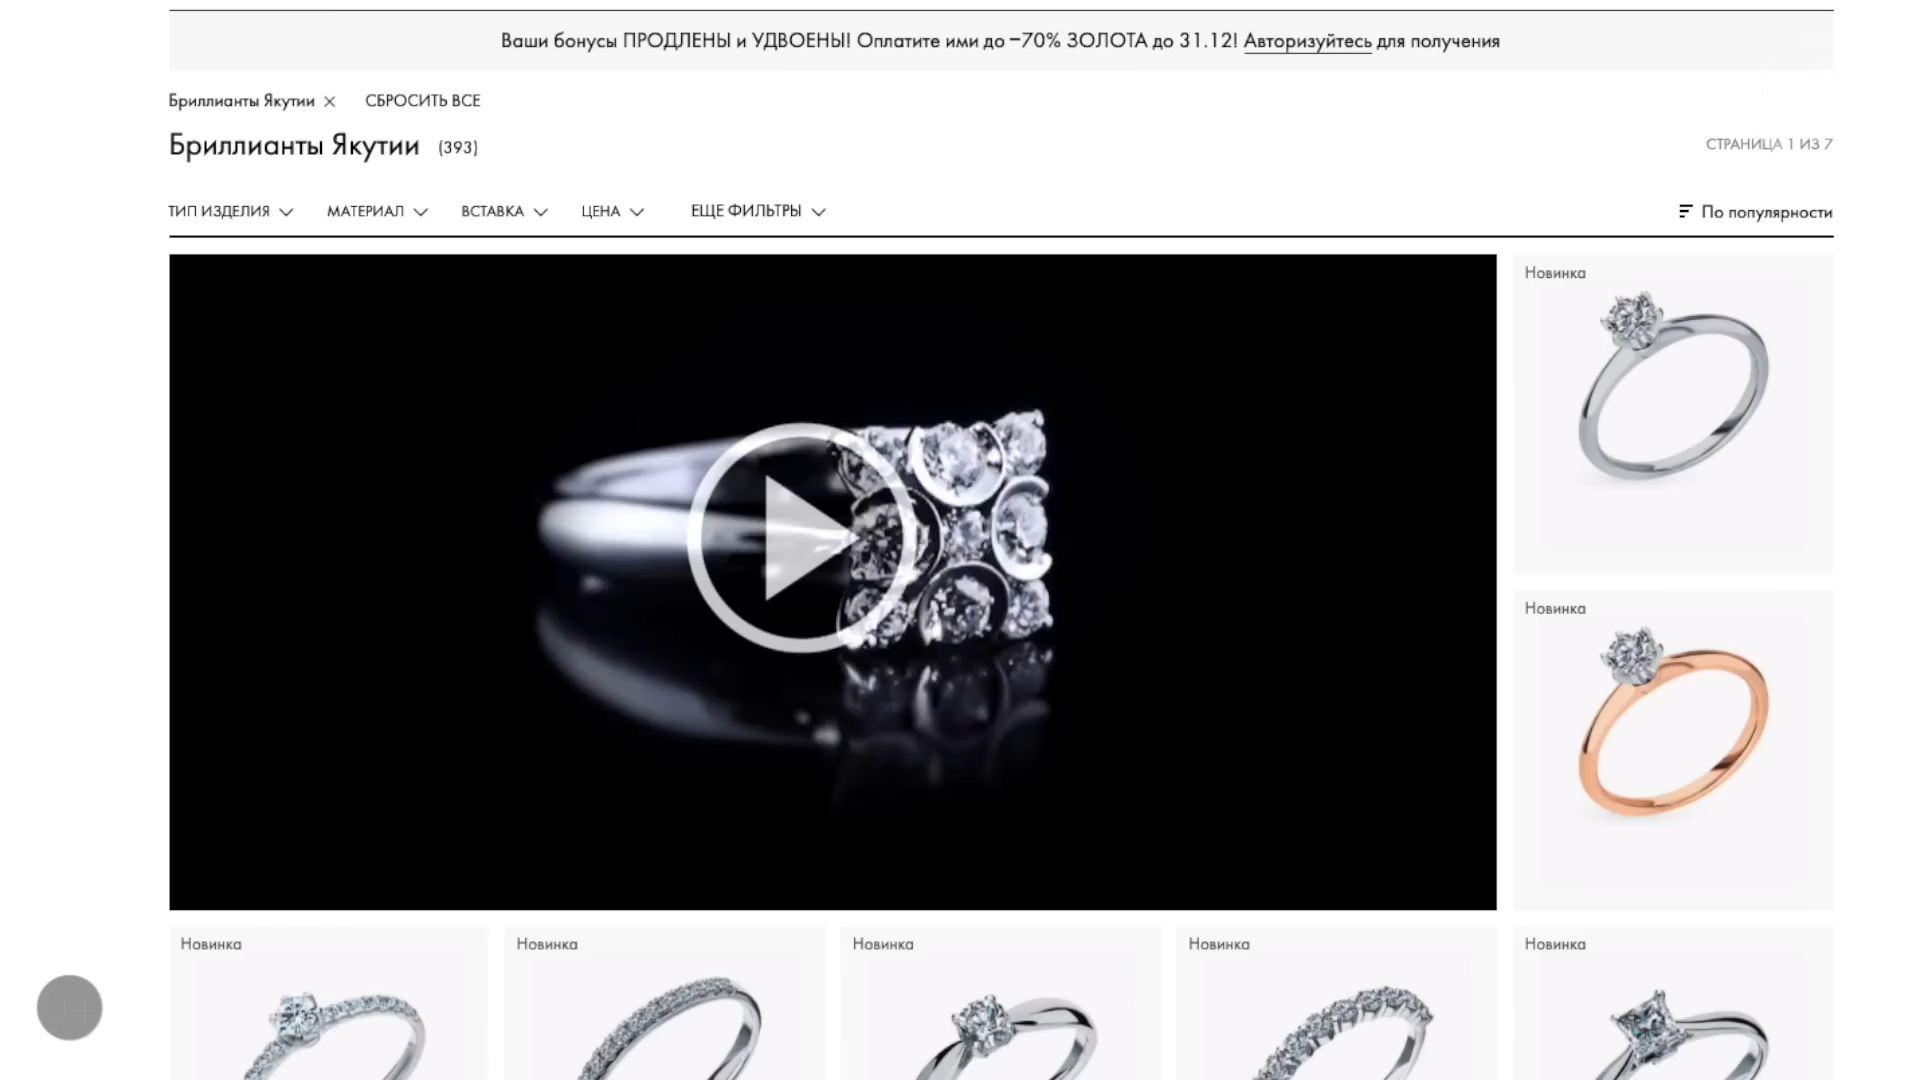 Ваши бонусы ПРОДЛЕНЫ и УДВОЕНЫ! Оплатите ими до –70% ЗОЛОТА до 31.12! Авторизуйтесь для получения
Бриллианты Якутии × СБРОСИТЬ ВСЕ
Бриллианты Якутии (393)
СТРАНИЦА 1 ИЗ 7
ТИП ИЗДЕЛИЯ МАТЕРИАЛ ВСТАВКА ЦЕНА ЕЩЕ ФИЛЬТРЫ По популярности
Новинка
Новинка
Новинка Новинка Новинка Новинка Новинка